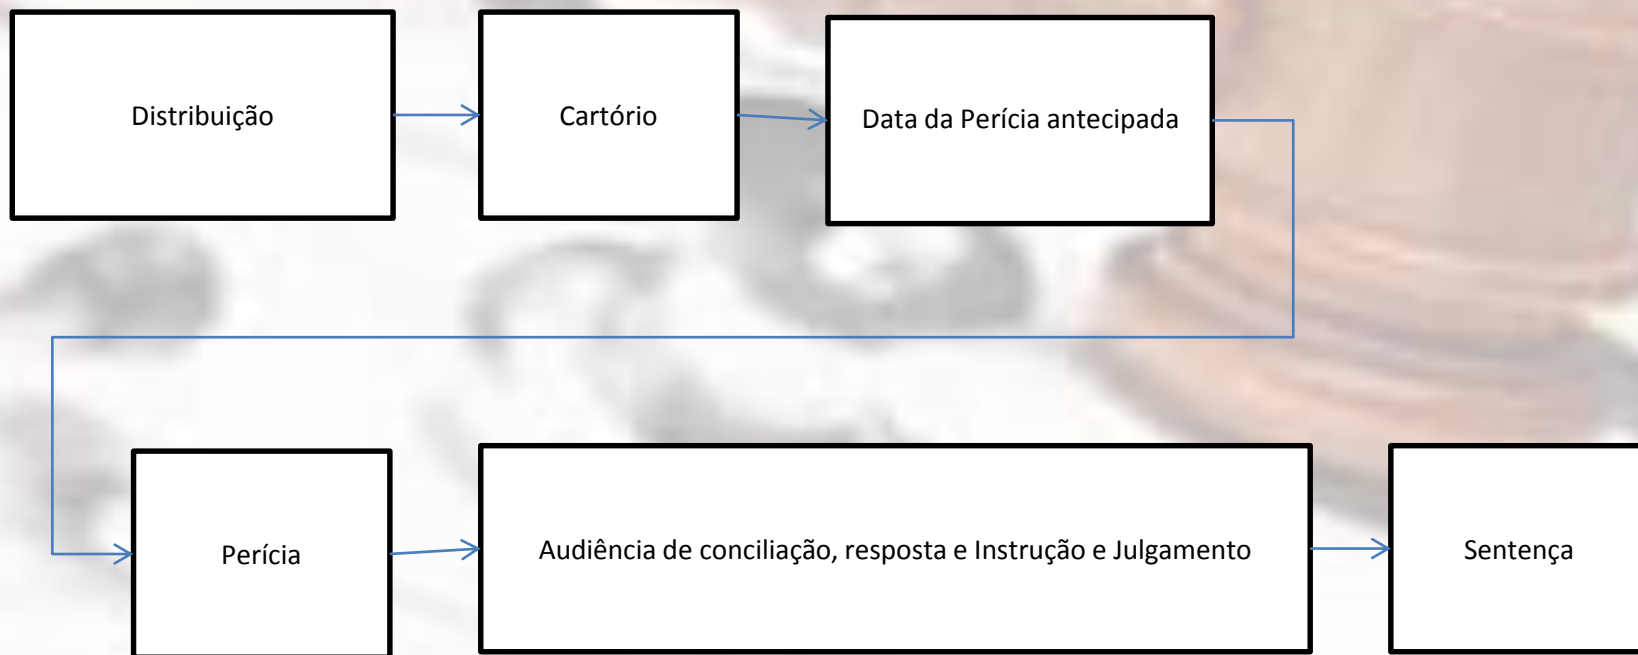 Distribuição
Cartório
Data da Perícia antecipada
Perícia
Audiência de conciliação, resposta e Instrução e Julgamento
Sentença